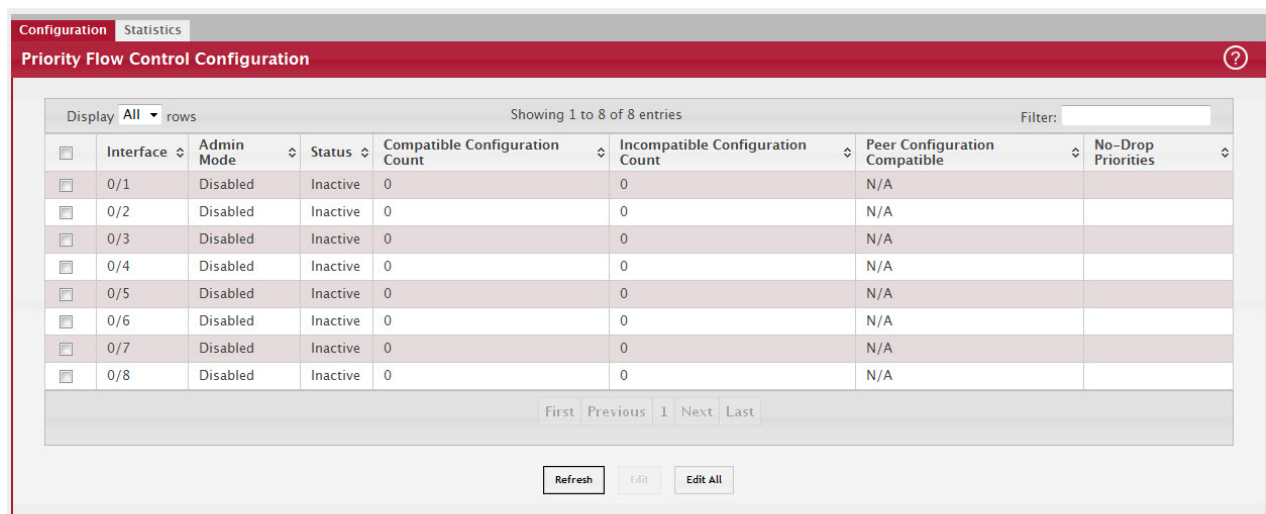 Configuration Statistics
Priority Flow Control Configuration ?
Display All rows Showing 1 to 8 of 8 entries Filter:
Interface Admin Mode Status Compatible Configuration Count Incompatible Configuration Count Peer Configuration Compatible No-Drop Priorities
0/1 Disabled Inactive 0 0 N/A
0/2 Disabled Inactive 0 0 N/A
0/3 Disabled Inactive 0 0 N/A
0/4 Disabled Inactive 0 0 N/A
0/5 Disabled Inactive 0 0 N/A
0/6 Disabled Inactive 0 0 N/A
0/7 Disabled Inactive 0 0 N/A
0/8 Disabled Inactive 0 0 N/A
First Previous 1 Next Last
Refresh Edit Edit All